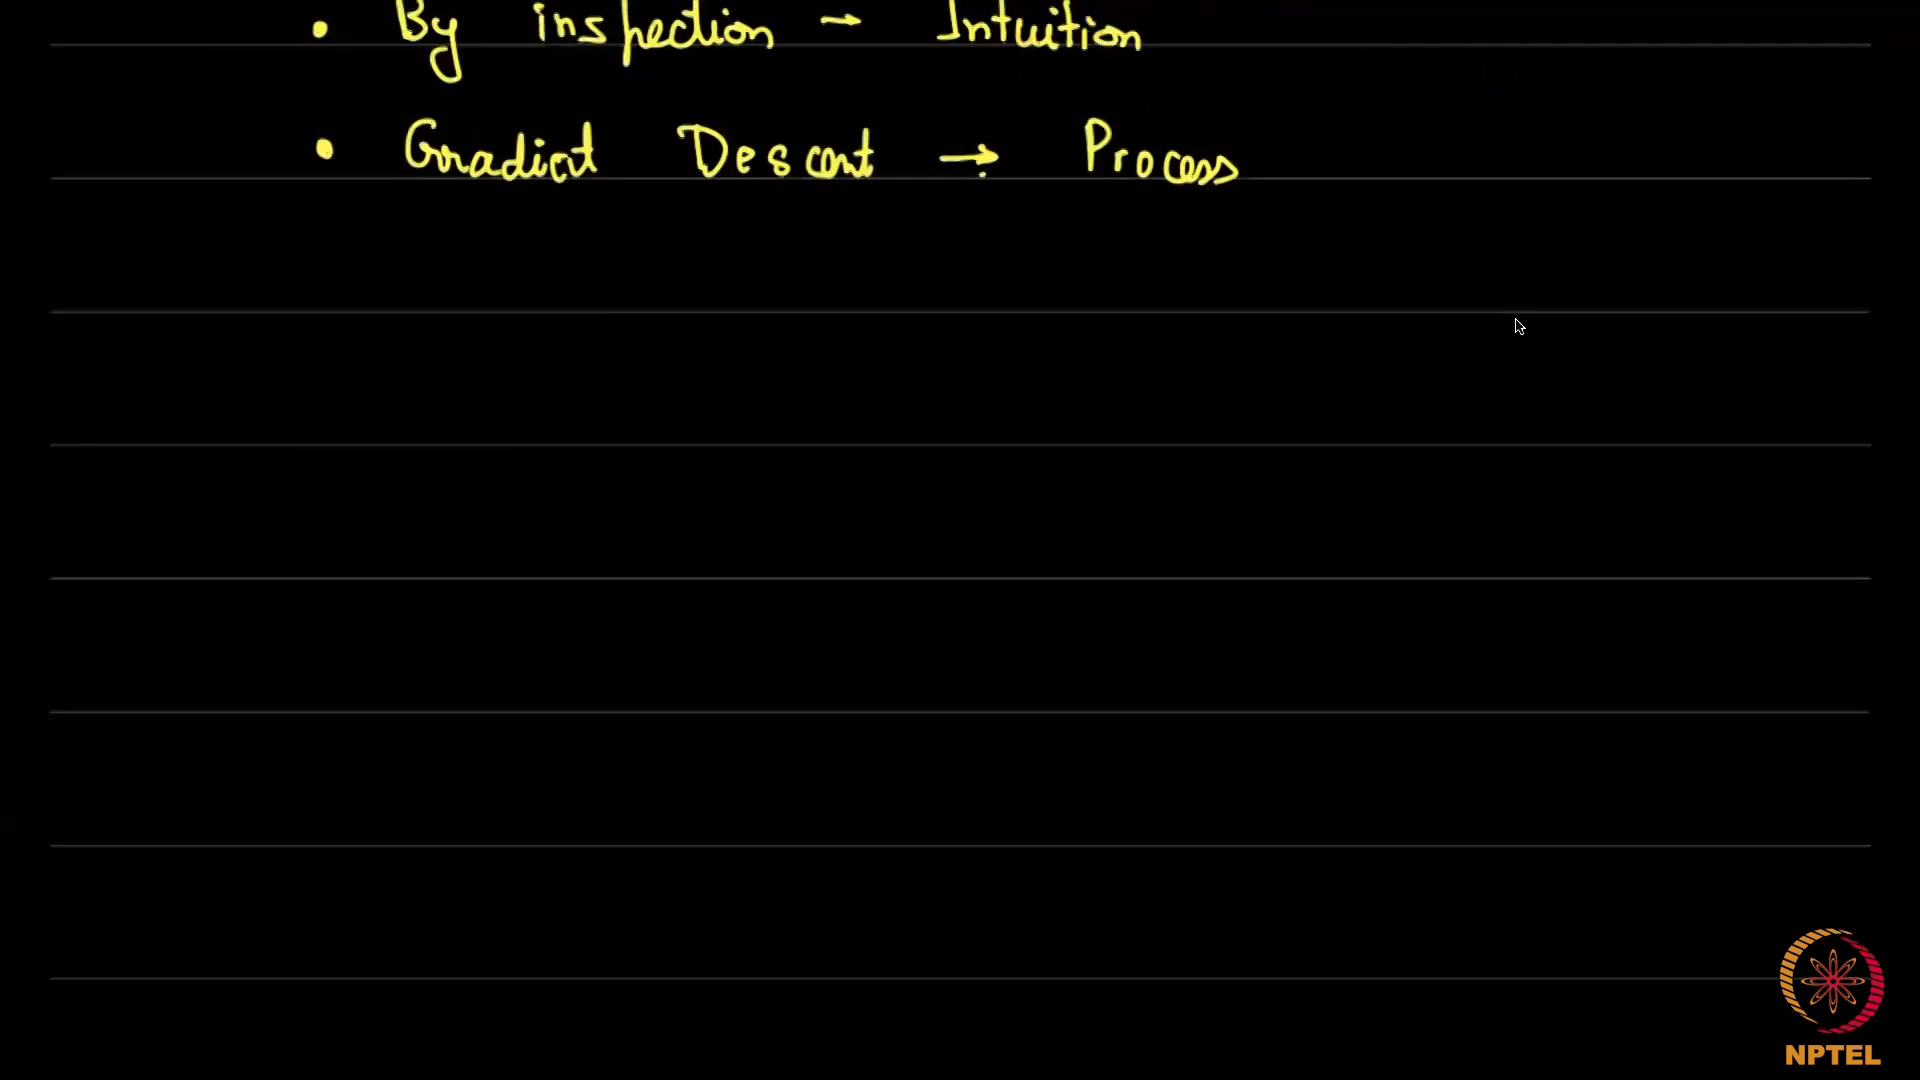 • By inspection → Intuition
• Gradient Descent → Process
NPTEL